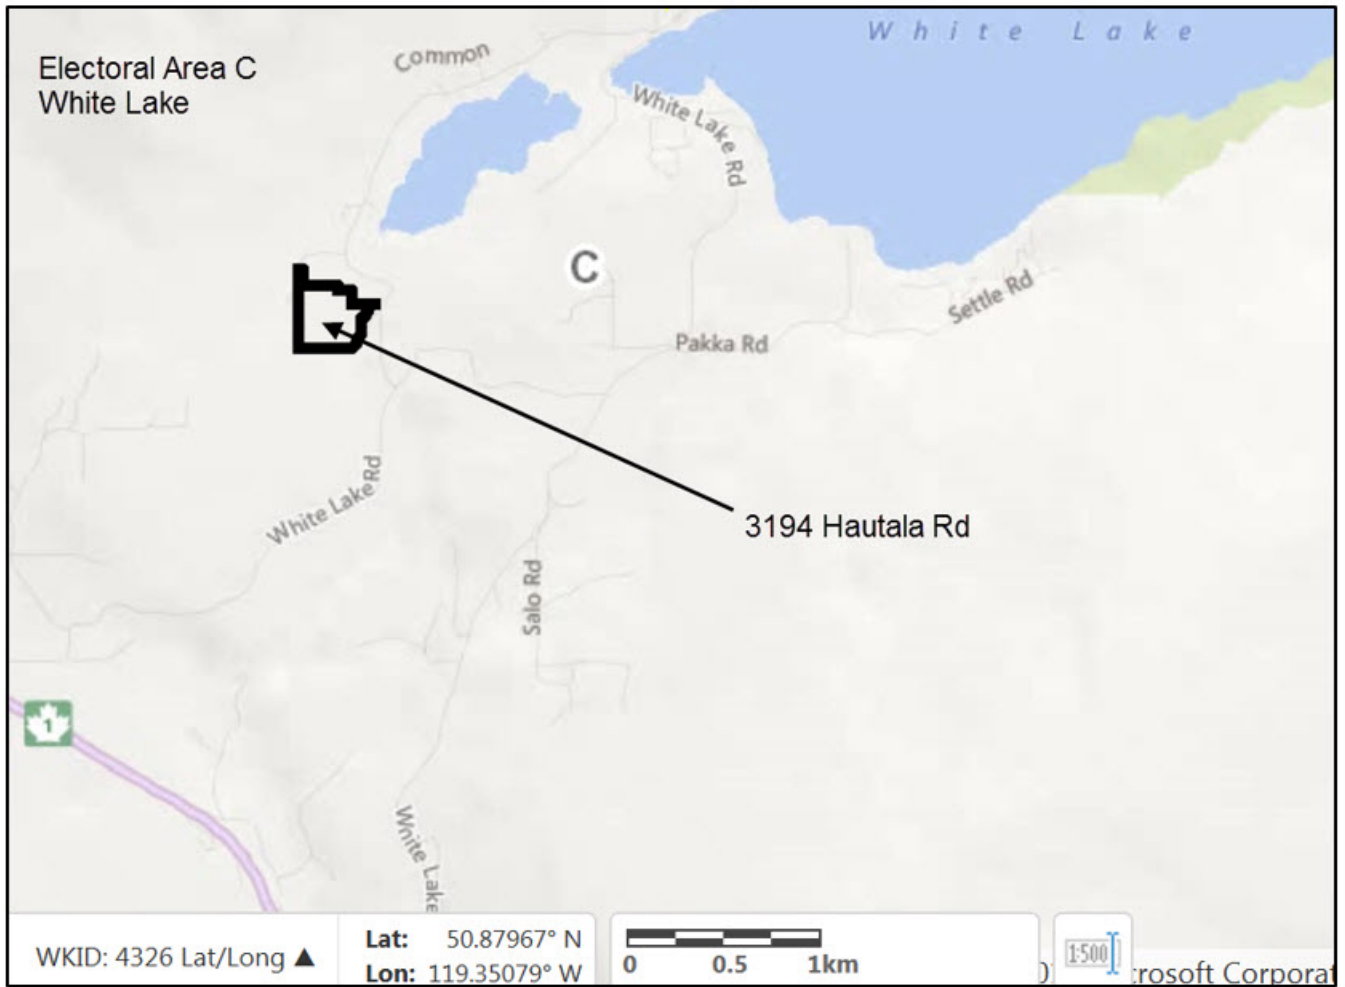 White Lake
Electoral Area C
White Lake
Common
White Lake Rd
C
Settle Rd
Pakka Rd
White Lake Rd
3194 Hautala Rd
Salo Rd
1
White Lake
WKID: 4326 Lat/Long ▲
Lat: 50.87967° N
Lon: 119.35079° W
0 0.5 1km
1:500
crosoft Corporat